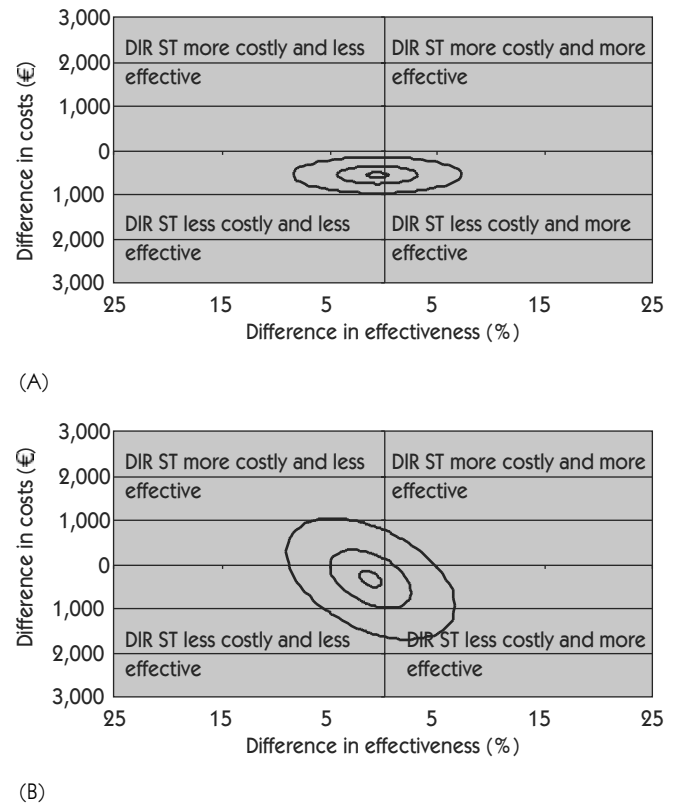 3,000
DIR ST more costly and less
effective
DIR ST more costly and more
effective
2,000
1,000
0
1,000
DIR ST less costly and less
effective
DIR ST less costly and more
effective
2,000
3,000
Difference in costs (€)
25 15 5 5 15 25
Difference in effectiveness (%)
(A)
3,000
DIR ST more costly and less
effective
DIR ST more costly and more
effective
2,000
1,000
0
1,000
DIR ST less costly and less
effective
DIR ST less costly and more
effective
2,000
3,000
Difference in costs (€)
25 15 5 5 15 25
Difference in effectiveness (%)
(B)